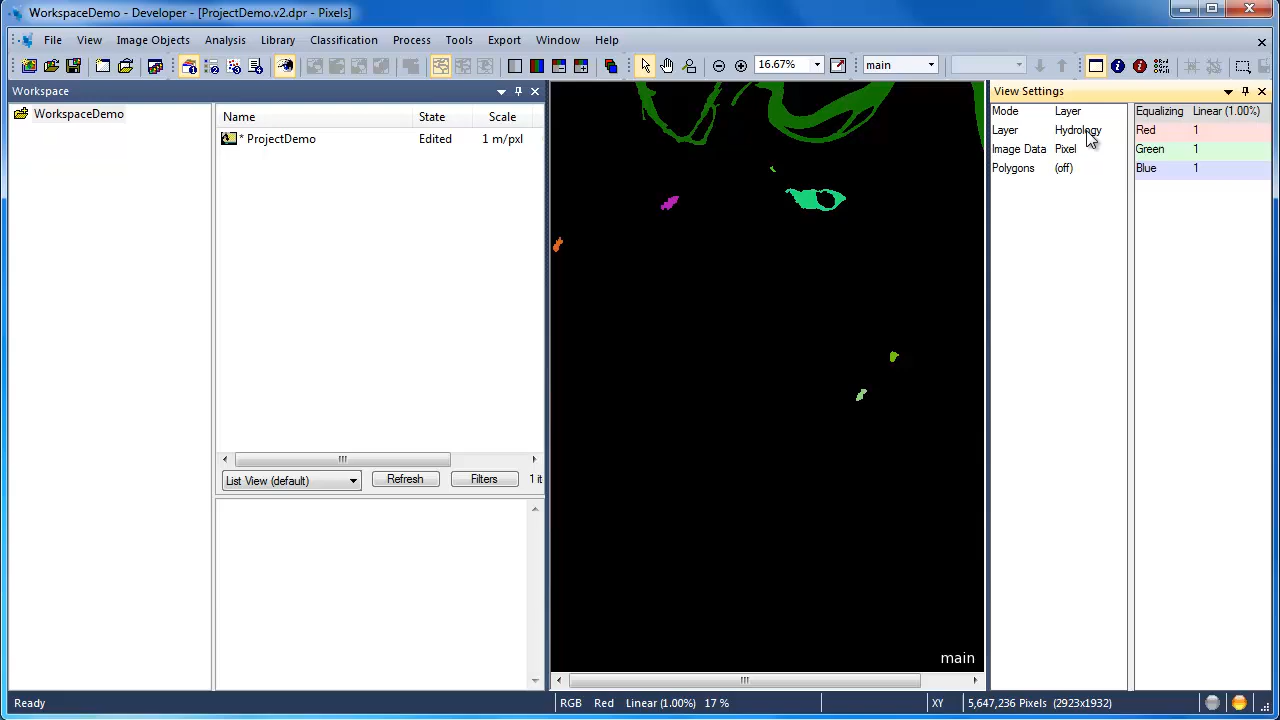 WorkspaceDemo - Developer - [ProjectDemo.v2.dpr - Pixels]
File View Image Objects Analysis Library Classification Process Tools Export Window Help
16.67% main
Workspace
View Settings
WorkspaceDemo
Name State Scale
* ProjectDemo Edited 1 m/pxl
Mode Layer
Layer Hydrology
Image Data Pixel
Polygons (off)
Equalizing Linear (1.00%)
Red 1
Green 1
Blue 1
List View (default) Refresh Filters 1 it
main
Ready RGB Red Linear (1.00%) 17 % XY 5,647,236 Pixels (2923x1932)